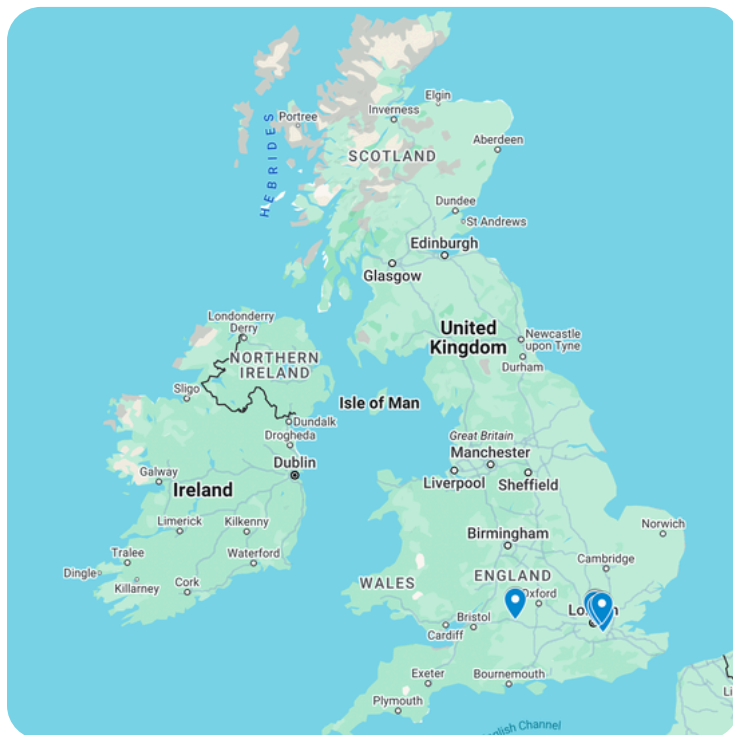 Elgin
Inverness
Portree
Aberdeen
SCOTLAND
HEBRIDES
Dundee
St Andrews
Edinburgh
Glasgow
Londonderry
Derry
United
Kingdom
Newcastle
upon Tyne
NORTHERN
IRELAND
Durham
Sligo
Isle of Man
Dundalk
Drogheda
Great Britain
Manchester
Dublin
Galway
Liverpool
Sheffield
Ireland
Limerick
Kilkenny
Norwich
Birmingham
Tralee
Waterford
Cambridge
Dingle
Killarney
Cork
WALES
ENGLAND
Bristol
Cardiff
Exeter
Bournemouth
Plymouth
Channel